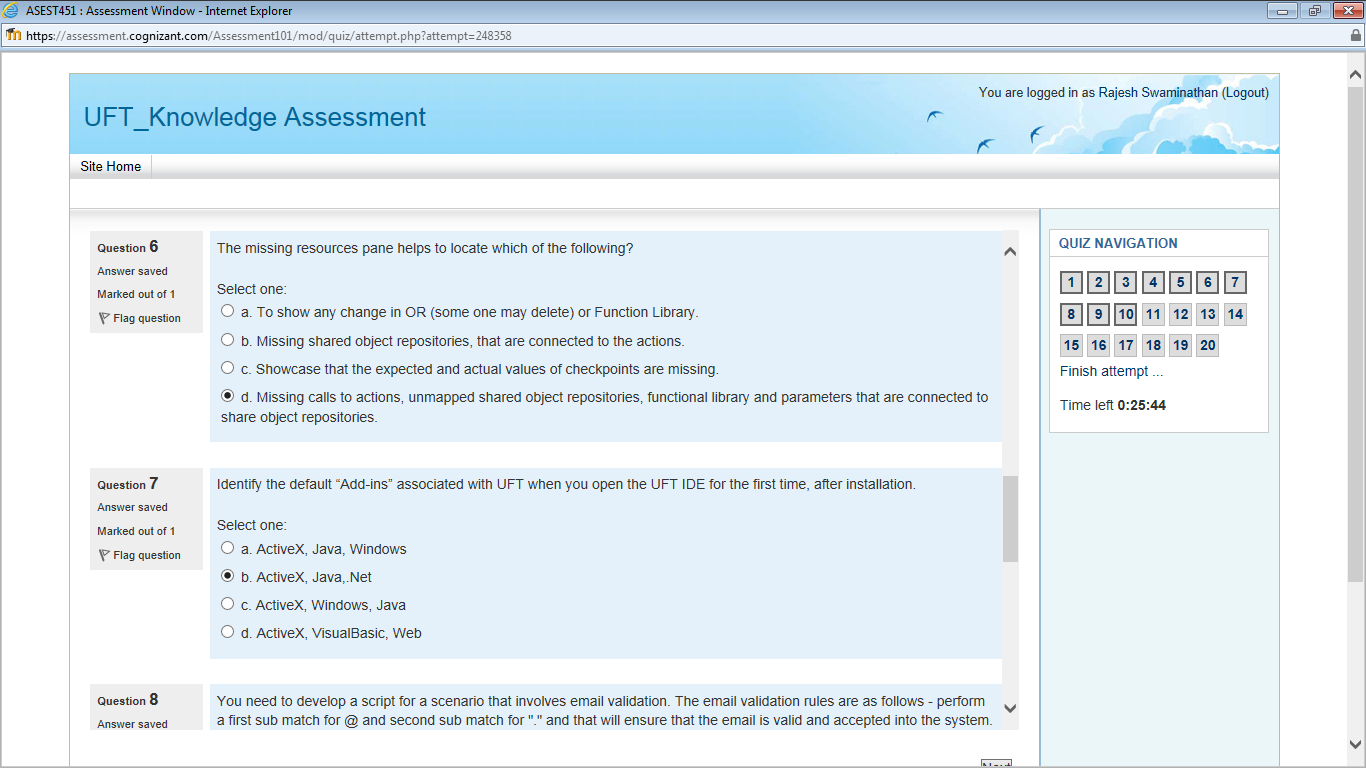 ASEST451 : Assessment Window - Internet Explorer
https://assessment.cognizant.com/Assessment101/mod/quiz/attempt.php?attempt=248358
You are logged in as Rajesh Swaminathan (Logout)
UFT_Knowledge Assessment
Site Home
Question 6
Answer saved
Marked out of 1
Flag question
The missing resources pane helps to locate which of the following?
Select one:
a. To show any change in OR (some one may delete) or Function Library.
b. Missing shared object repositories, that are connected to the actions.
c. Showcase that the expected and actual values of checkpoints are missing.
d. Missing calls to actions, unmapped shared object repositories, functional library and parameters that are connected to
share object repositories.
Question 7
Answer saved
Marked out of 1
Flag question
Identify the default “Add-ins” associated with UFT when you open the UFT IDE for the first time, after installation.
Select one:
a. ActiveX, Java, Windows
b. ActiveX, Java,.Net
c. ActiveX, Windows, Java
d. ActiveX, VisualBasic, Web
Question 8
Answer saved
You need to develop a script for a scenario that involves email validation. The email validation rules are as follows - perform
a first sub match for @ and second sub match for "." and that will ensure that the email is valid and accepted into the system.
QUIZ NAVIGATION
1 2 3 4 5 6 7
8 9 10 11 12 13 14
15 16 17 18 19 20
Finish attempt ...
Time left 0:25:44
Next